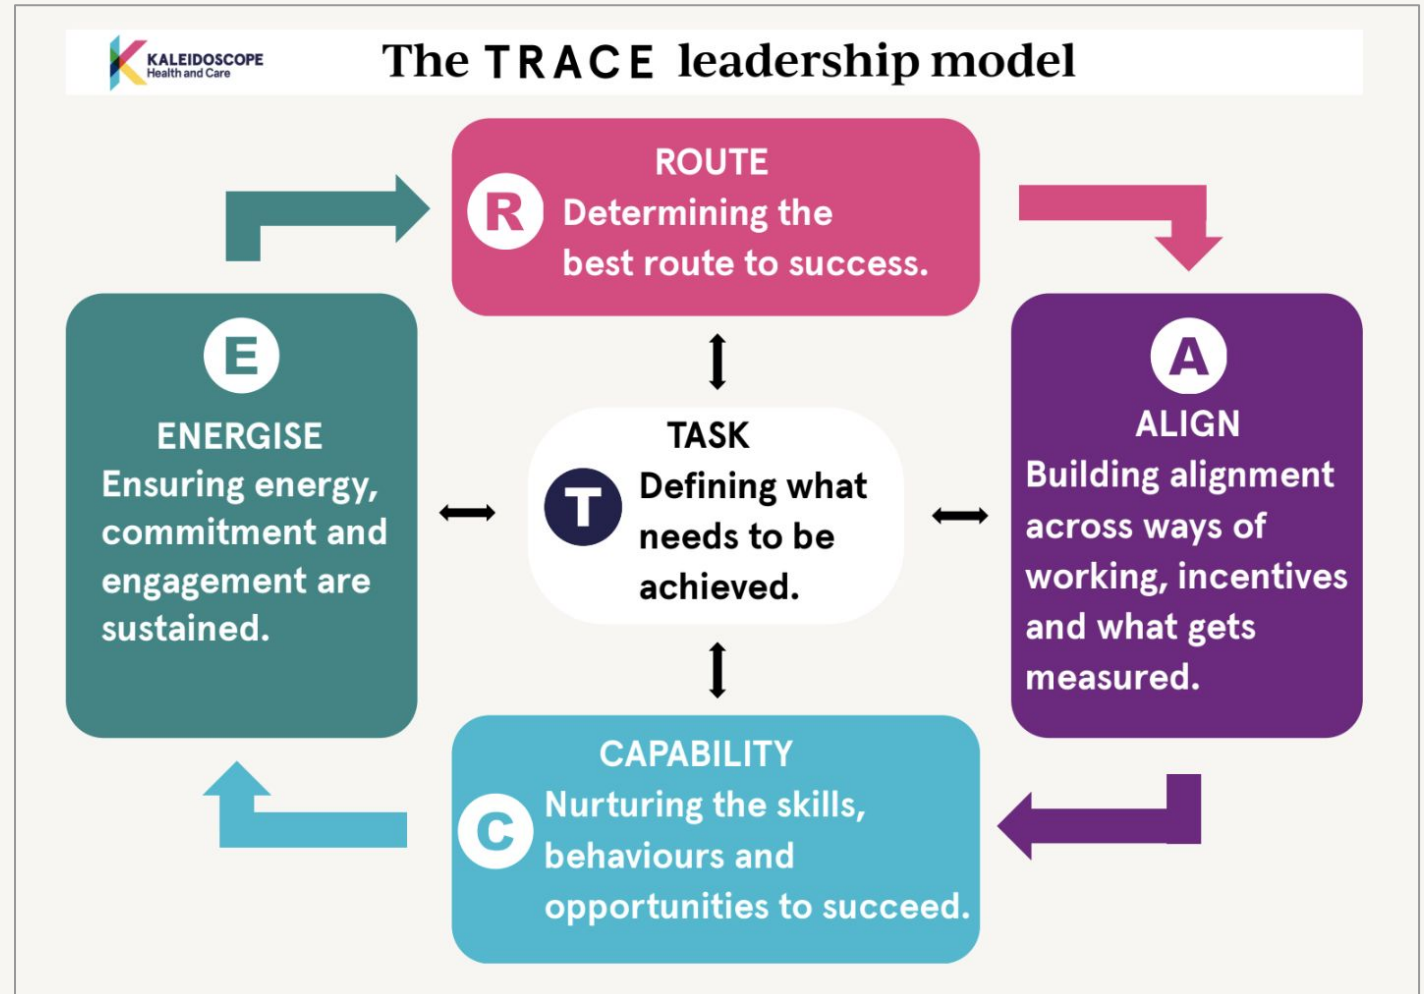 KALEIDOSCOPE
Health and Care
The TRACE leadership model
R
ROUTE
Determining the
best route to success.
A
ALIGN
Building alignment
across ways of
working, incentives
and what gets
measured.
C
CAPABILITY
Nurturing the skills,
behaviours and
opportunities to succeed.
E
ENERGISE
Ensuring energy,
commitment and
engagement are
sustained.
T
TASK
Defining what
needs to be
achieved.